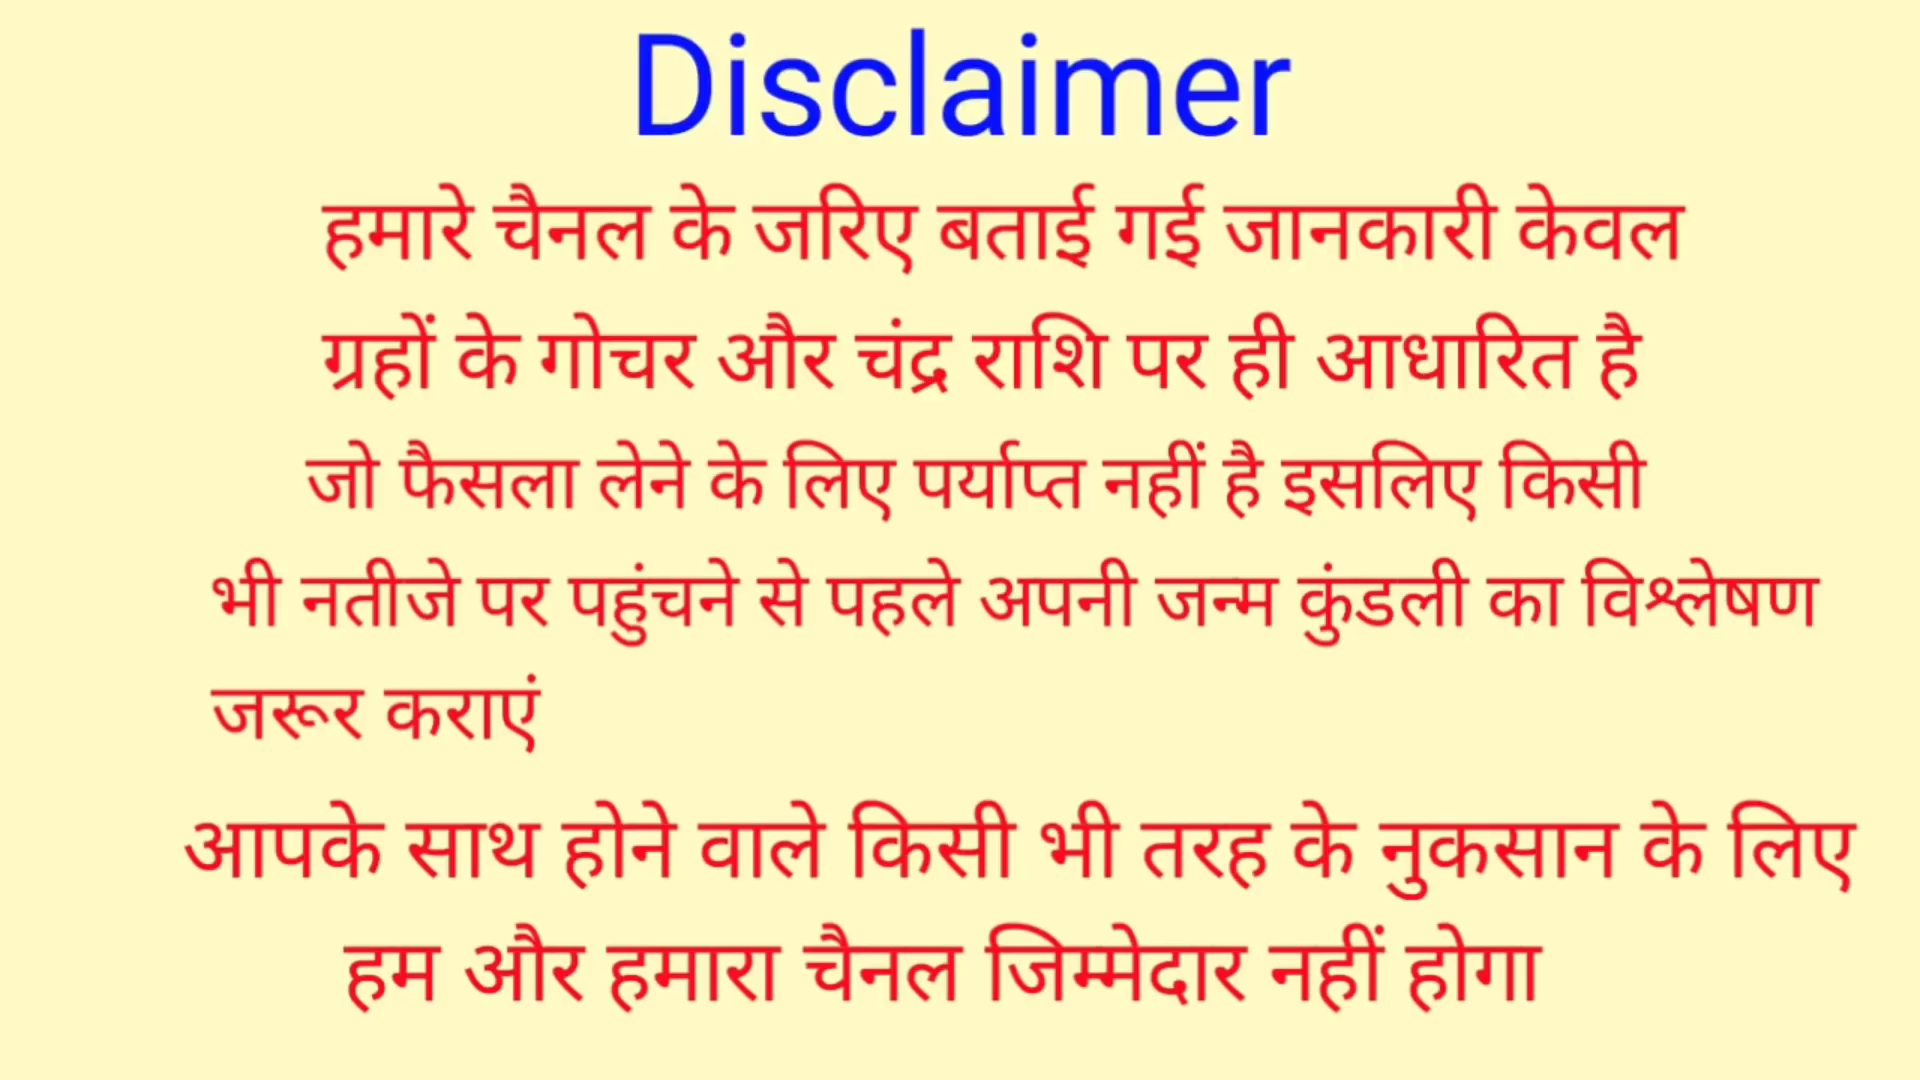 Disclaimer
हमारे चैनल के जरिए बताई गई जानकारी केवल
ग्रहों के गोचर और चंद्र राशि पर ही आधारित है
जो फैसला लेने के लिए पर्याप्त नहीं है इसलिए किसी
भी नतीजे पर पहुंचने से पहले अपनी जन्म कुंडली का विश्लेषण
जरूर कराएं
आपके साथ होने वाले किसी भी तरह के नुकसान के लिए
हम और हमारा चैनल जिम्मेदार नहीं होगा